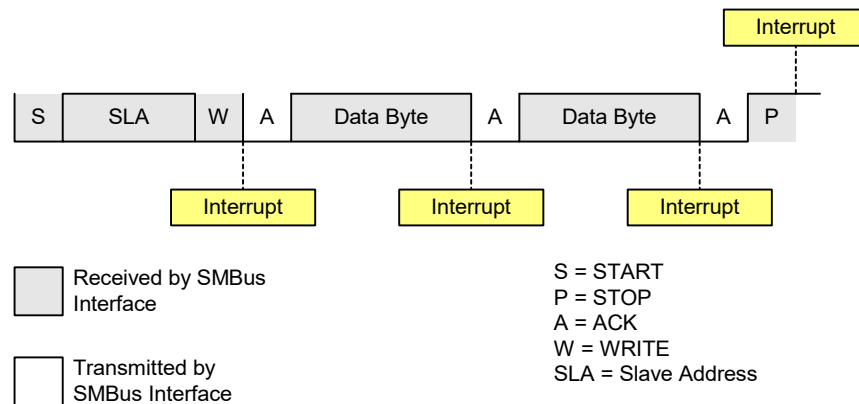 Interrupt
S SLA W A Data Byte A Data Byte A P
Interrupt Interrupt Interrupt
Received by SMBus
Interface
Transmitted by
SMBus Interface
S = START
P = STOP
A = ACK
W = WRITE
SLA = Slave Address